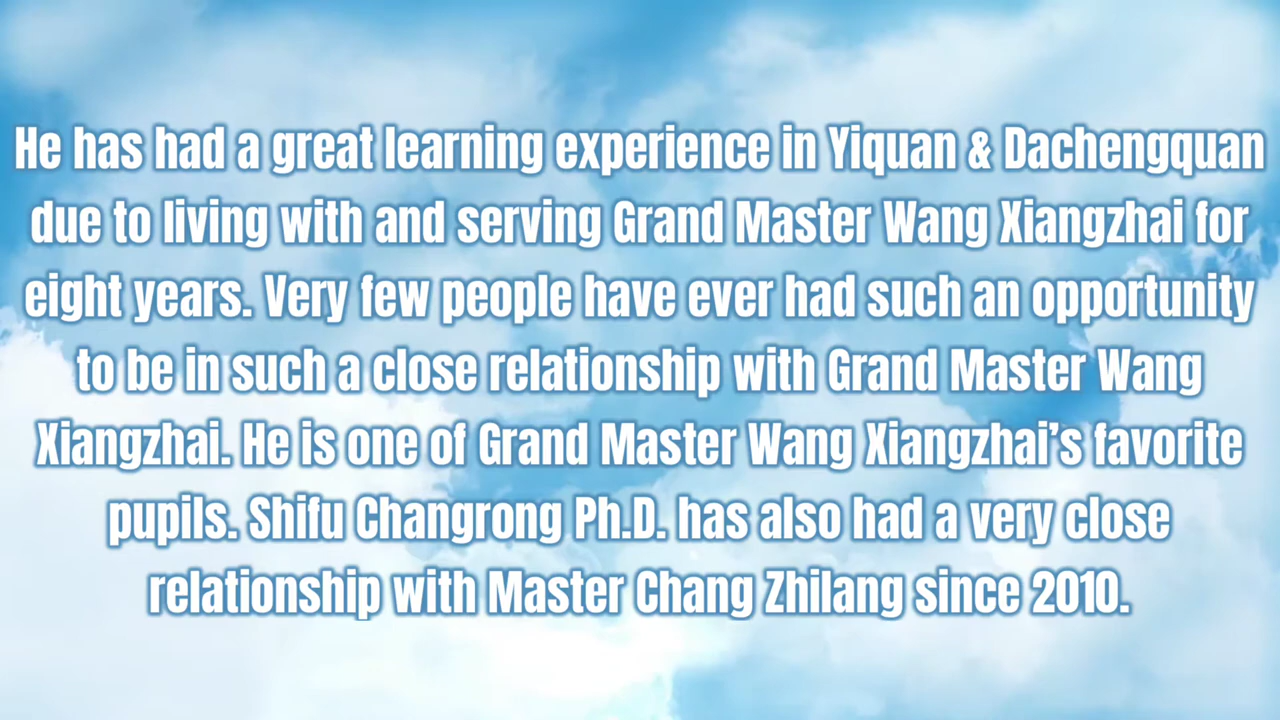 He has had a great learning experience in Yiquan & Dachengquan
due to living with and serving Grand Master Wang Xiangzhai for
eight years. Very few people have ever had such an opportunity
to be in such a close relationship with Grand Master Wang
Xiangzhai. He is one of Grand Master Wang Xiangzhai’s favorite
pupils. Shifu Changrong Ph.D. has also had a very close
relationship with Master Chang Zhilang since 2010.